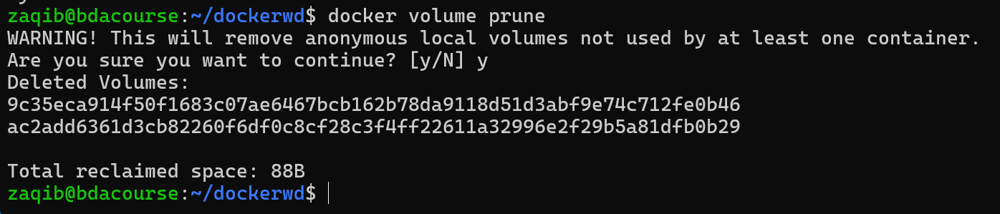 zaqib@bdacourse:~/dockerwd$ docker volume prune
WARNING! This will remove anonymous local volumes not used by at least one container.
Are you sure you want to continue? [y/N] y
Deleted Volumes:
9c35eca914f50f1683c07ae6467bcb162b78da9118d51d3abf9e74c712fe0b46
ac2add6361d3cb82260f6df0c8cf28c3f4ff22611a32996e2f29b5a81dfb0b29
Total reclaimed space: 88B
zaqib@bdacourse:~/dockerwd$